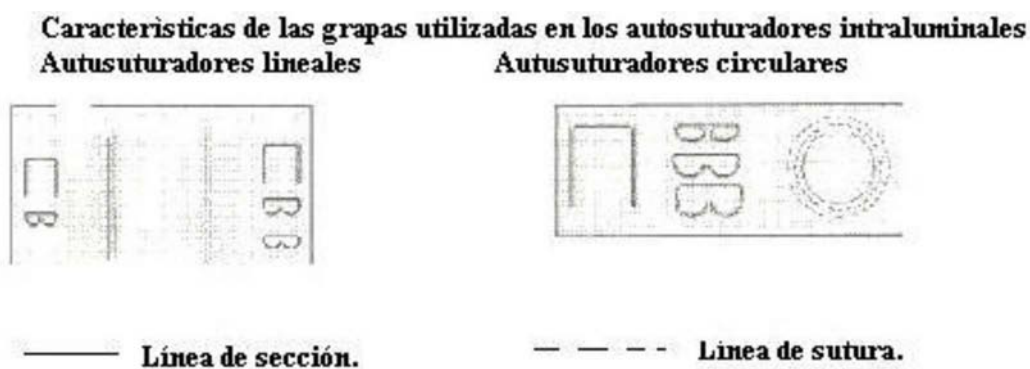 Caracteristicas de las grapas utilizadas en los autosuturadores intraluminales
Autusuturadores lineales Autusuturadores circulares
Línea de sección. Linea de sutura.